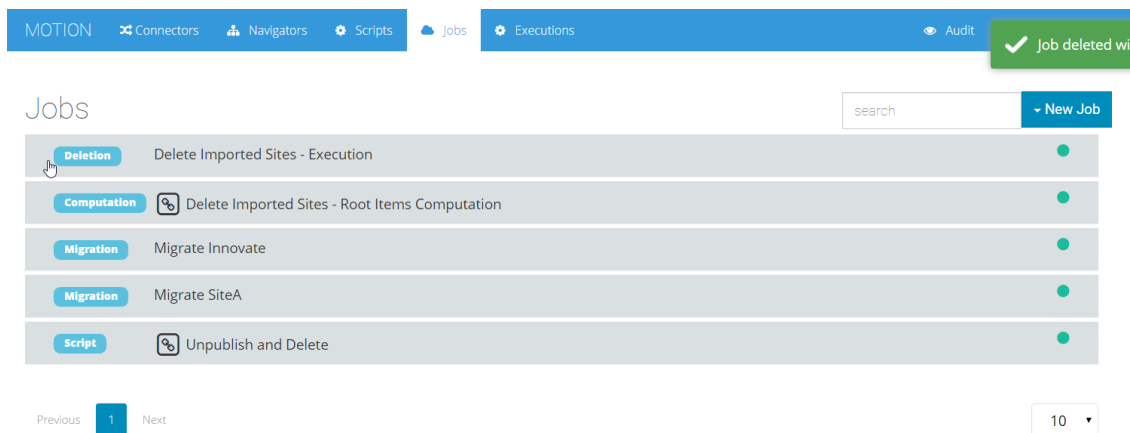 MOTION Connectors Navigators Scripts Jobs Executions Audit
Job deleted
Jobs
search
New Job
Deletion Delete Imported Sites - Execution
Computation Delete Imported Sites - Root Items Computation
Migration Migrate Innovate
Migration Migrate SiteA
Script Unpublish and Delete
Previous 1 Next
10